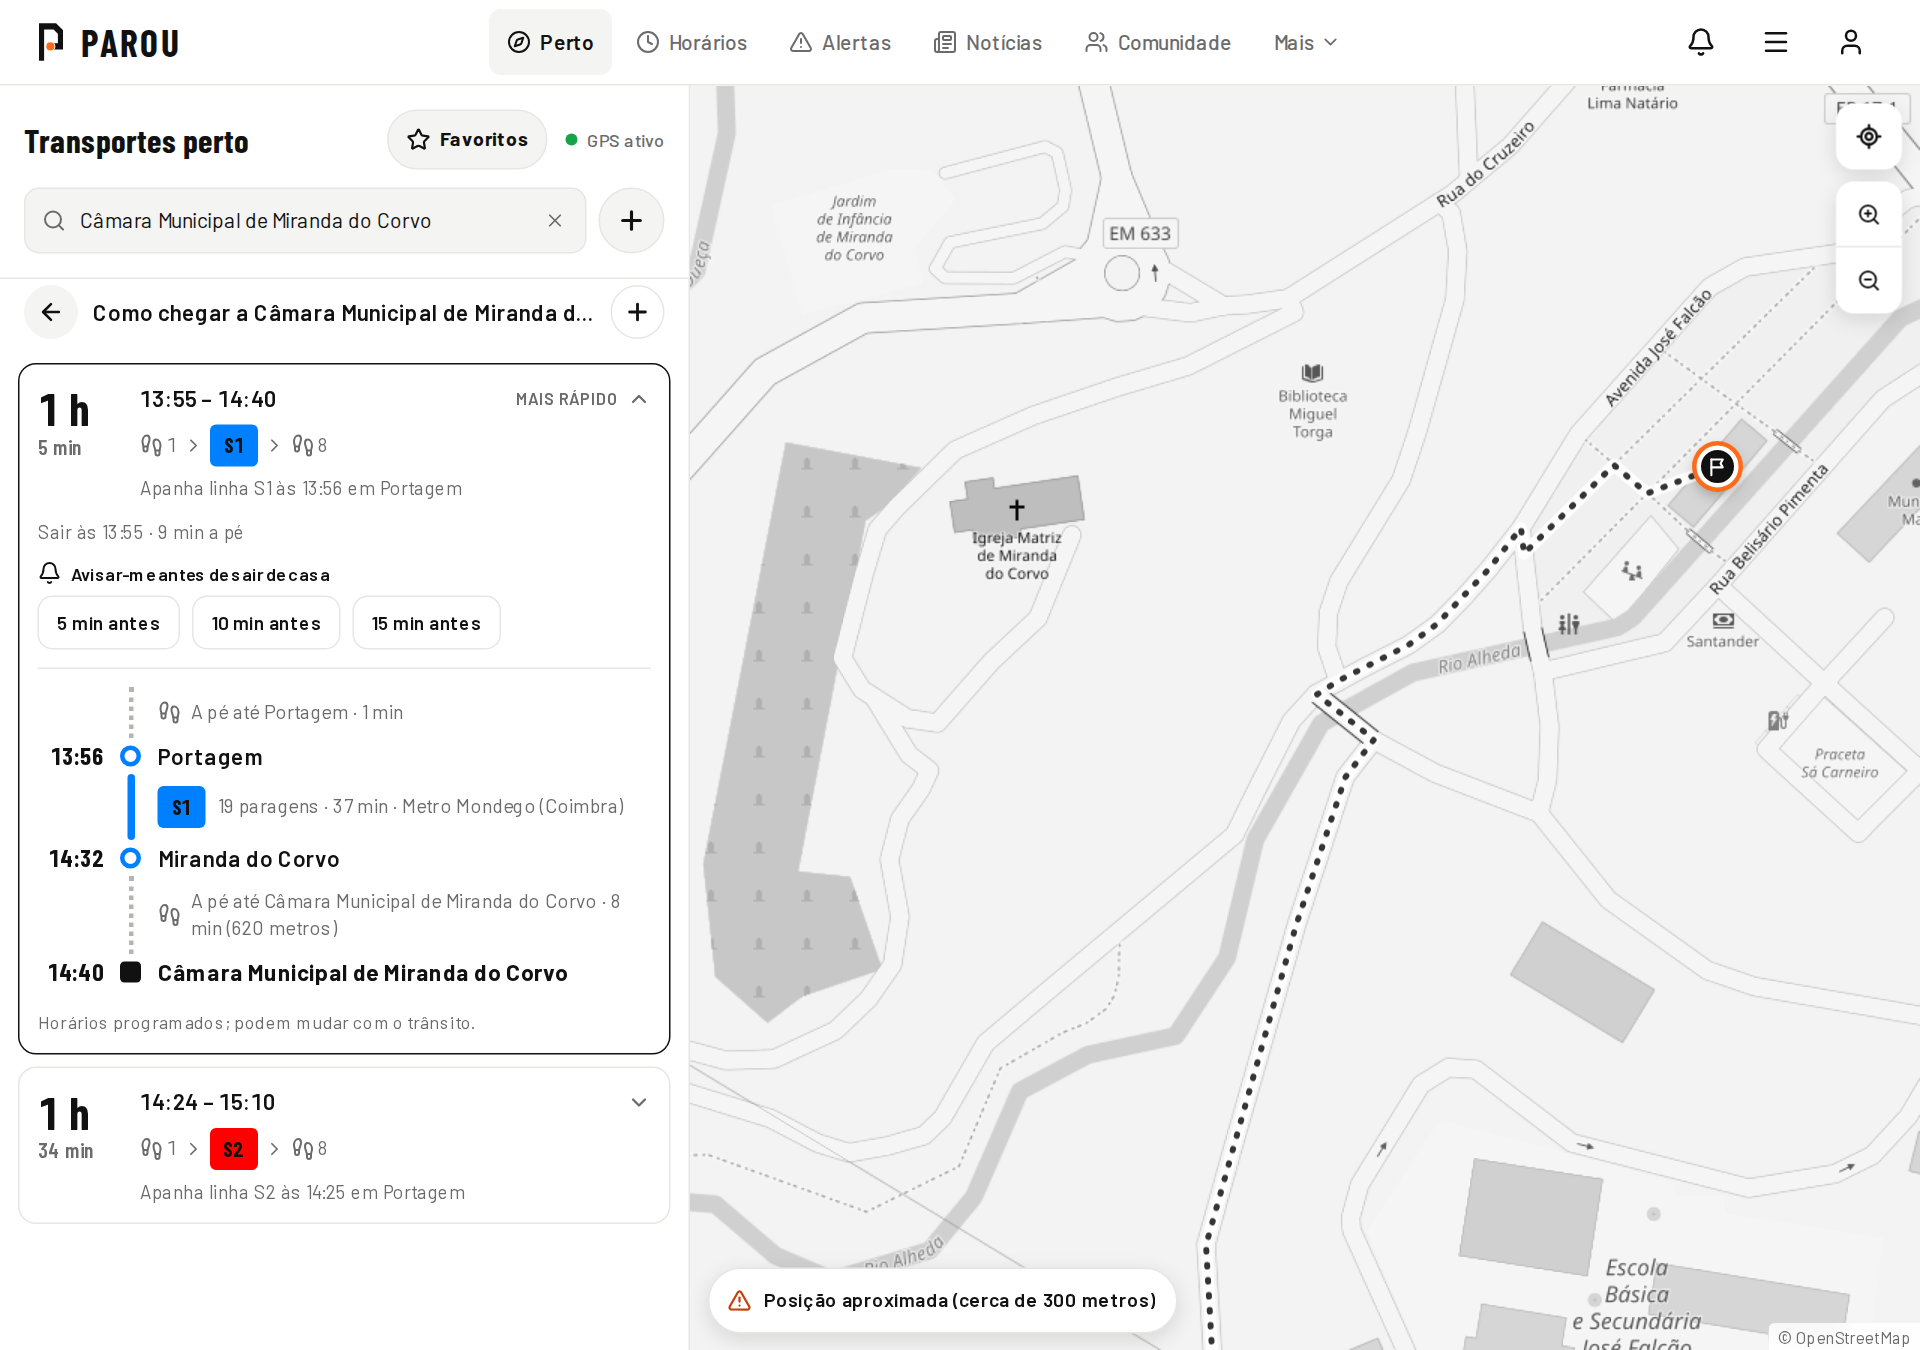 PAROU
Perto
Horários
Alertas
Notícias
Comunidade
Mais
Transportes perto
Favoritos
GPS ativo
Câmara Municipal de Miranda do Corvo
Como chegar a Câmara Municipal de Miranda d...
1 h
5 min
13:55 – 14:40
MAIS RÁPIDO
1
S1
8
Apanha linha S1 às 13:56 em Portagem
Sair às 13:55 · 9 min a pé
Avisar-me antes de sair de casa
5 min antes
10 min antes
15 min antes
A pé até Portagem · 1 min
13:56
Portagem
S1
19 paragens · 37 min · Metro Mondego (Coimbra)
14:32
Miranda do Corvo
A pé até Câmara Municipal de Miranda do Corvo · 8
min (620 metros)
14:40
Câmara Municipal de Miranda do Corvo
Horários programados; podem mudar com o trânsito.
1 h
34 min
14:24 – 15:10
1
S2
8
Apanha linha S2 às 14:25 em Portagem
Farmácia
Lima Natário
Rua do Cruzeiro
Jardim
de Infância
de Miranda
do Corvo
EM 633
Avenida José Falcão
Biblioteca
Miguel
Torga
Igreja Matriz
de Miranda
do Corvo
Rua Belisário Pimenta
Rio Alheda
Santander
Praceta
Sá Carneiro
Rio Alheda
Escola
Básica
e Secundária
José Falcão
Posição aproximada (cerca de 300 metros)
© OpenStreetMap